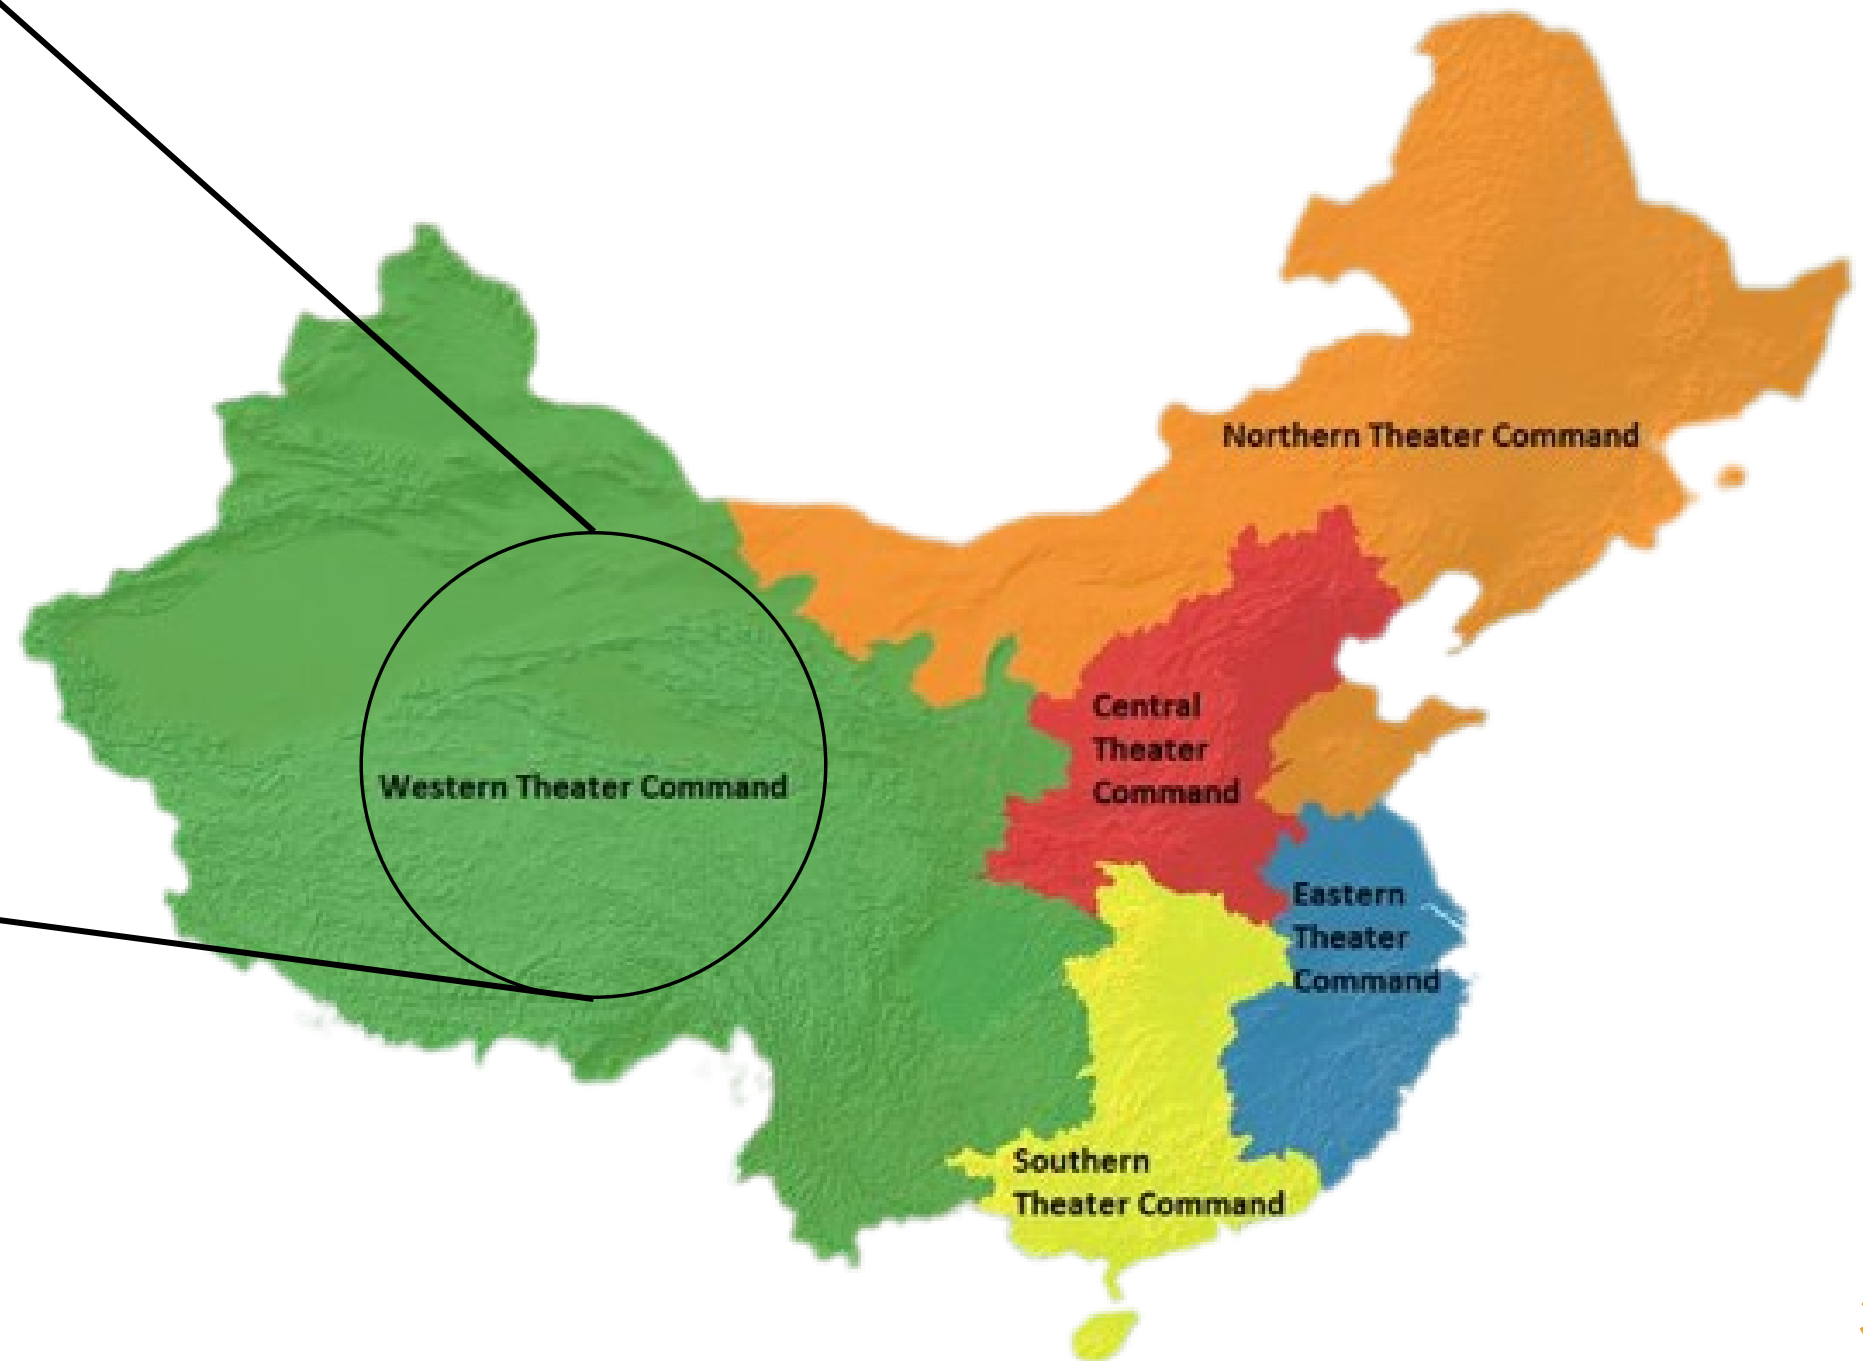 Northern Theater Command
Central
Theater
Command
Western Theater Command
Eastern
Theater
Command
Southern
Theater Command